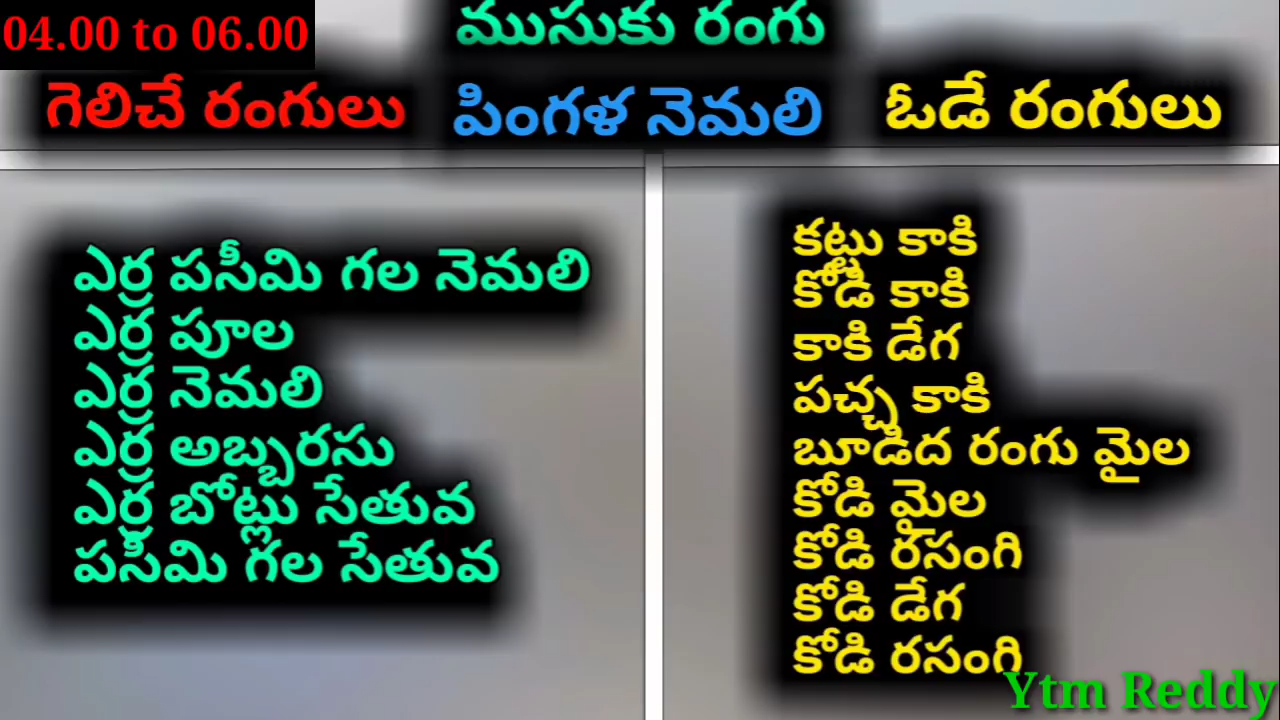 04.00 to 06.00
ముసుకు రంగు
గెలిచే రంగులు
పింగళ నెమలి
ఓడే రంగులు
ఎర్ర పసీమి గల నెమలి
ఎర్ర పూల
ఎర్ర నెమలి
ఎర్ర అబ్బరసు
ఎర్ర బోట్లు సేతువ
పసీమి గల సేతువ
కట్టు కాకి
కోడి కాకి
కాకి డేగ
పచ్చ కాకి
బూడిద రంగు మైల
కోడి మైల
కోడి రసంగి
కోడి డేగ
కోడి రసంగి
Ytm Reddy